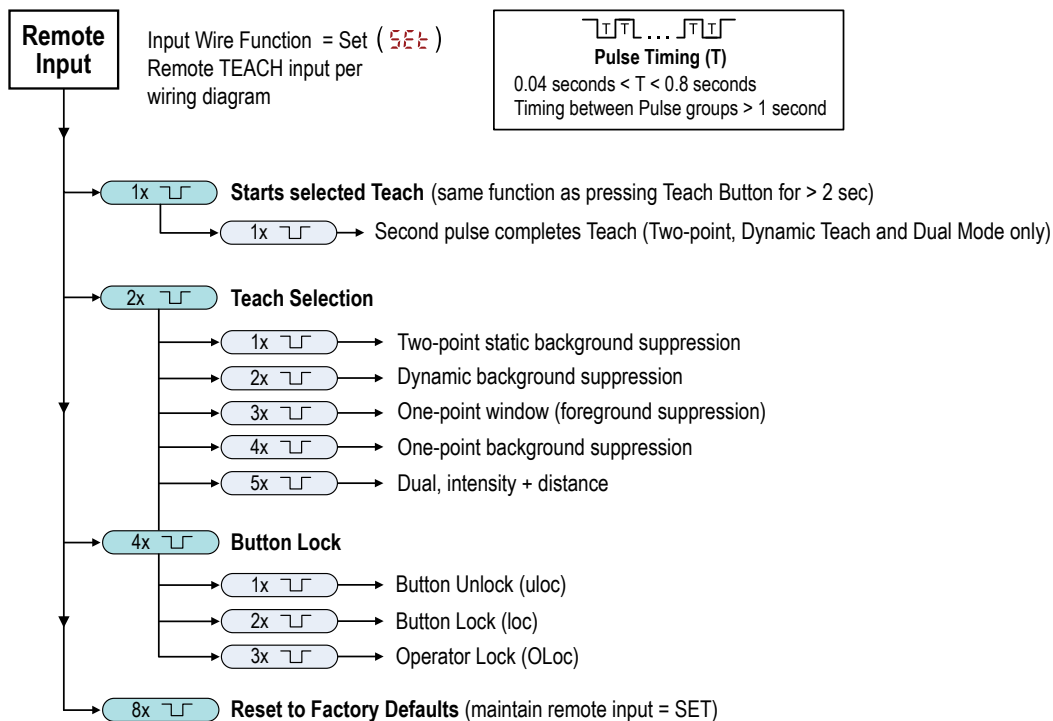 Remote
Input
Input Wire Function = Set ( SEt )
Remote TEACH input per
wiring diagram
T T ... T T
Pulse Timing (T)
0.04 seconds < T < 0.8 seconds
Timing between Pulse groups > 1 second
1x Starts selected Teach (same function as pressing Teach Button for > 2 sec)
1x Second pulse completes Teach (Two-point, Dynamic Teach and Dual Mode only)
2x Teach Selection
1x Two-point static background suppression
2x Dynamic background suppression
3x One-point window (foreground suppression)
4x One-point background suppression
5x Dual, intensity + distance
4x Button Lock
1x Button Unlock (uloc)
2x Button Lock (loc)
3x Operator Lock (OLoc)
8x Reset to Factory Defaults (maintain remote input = SET)